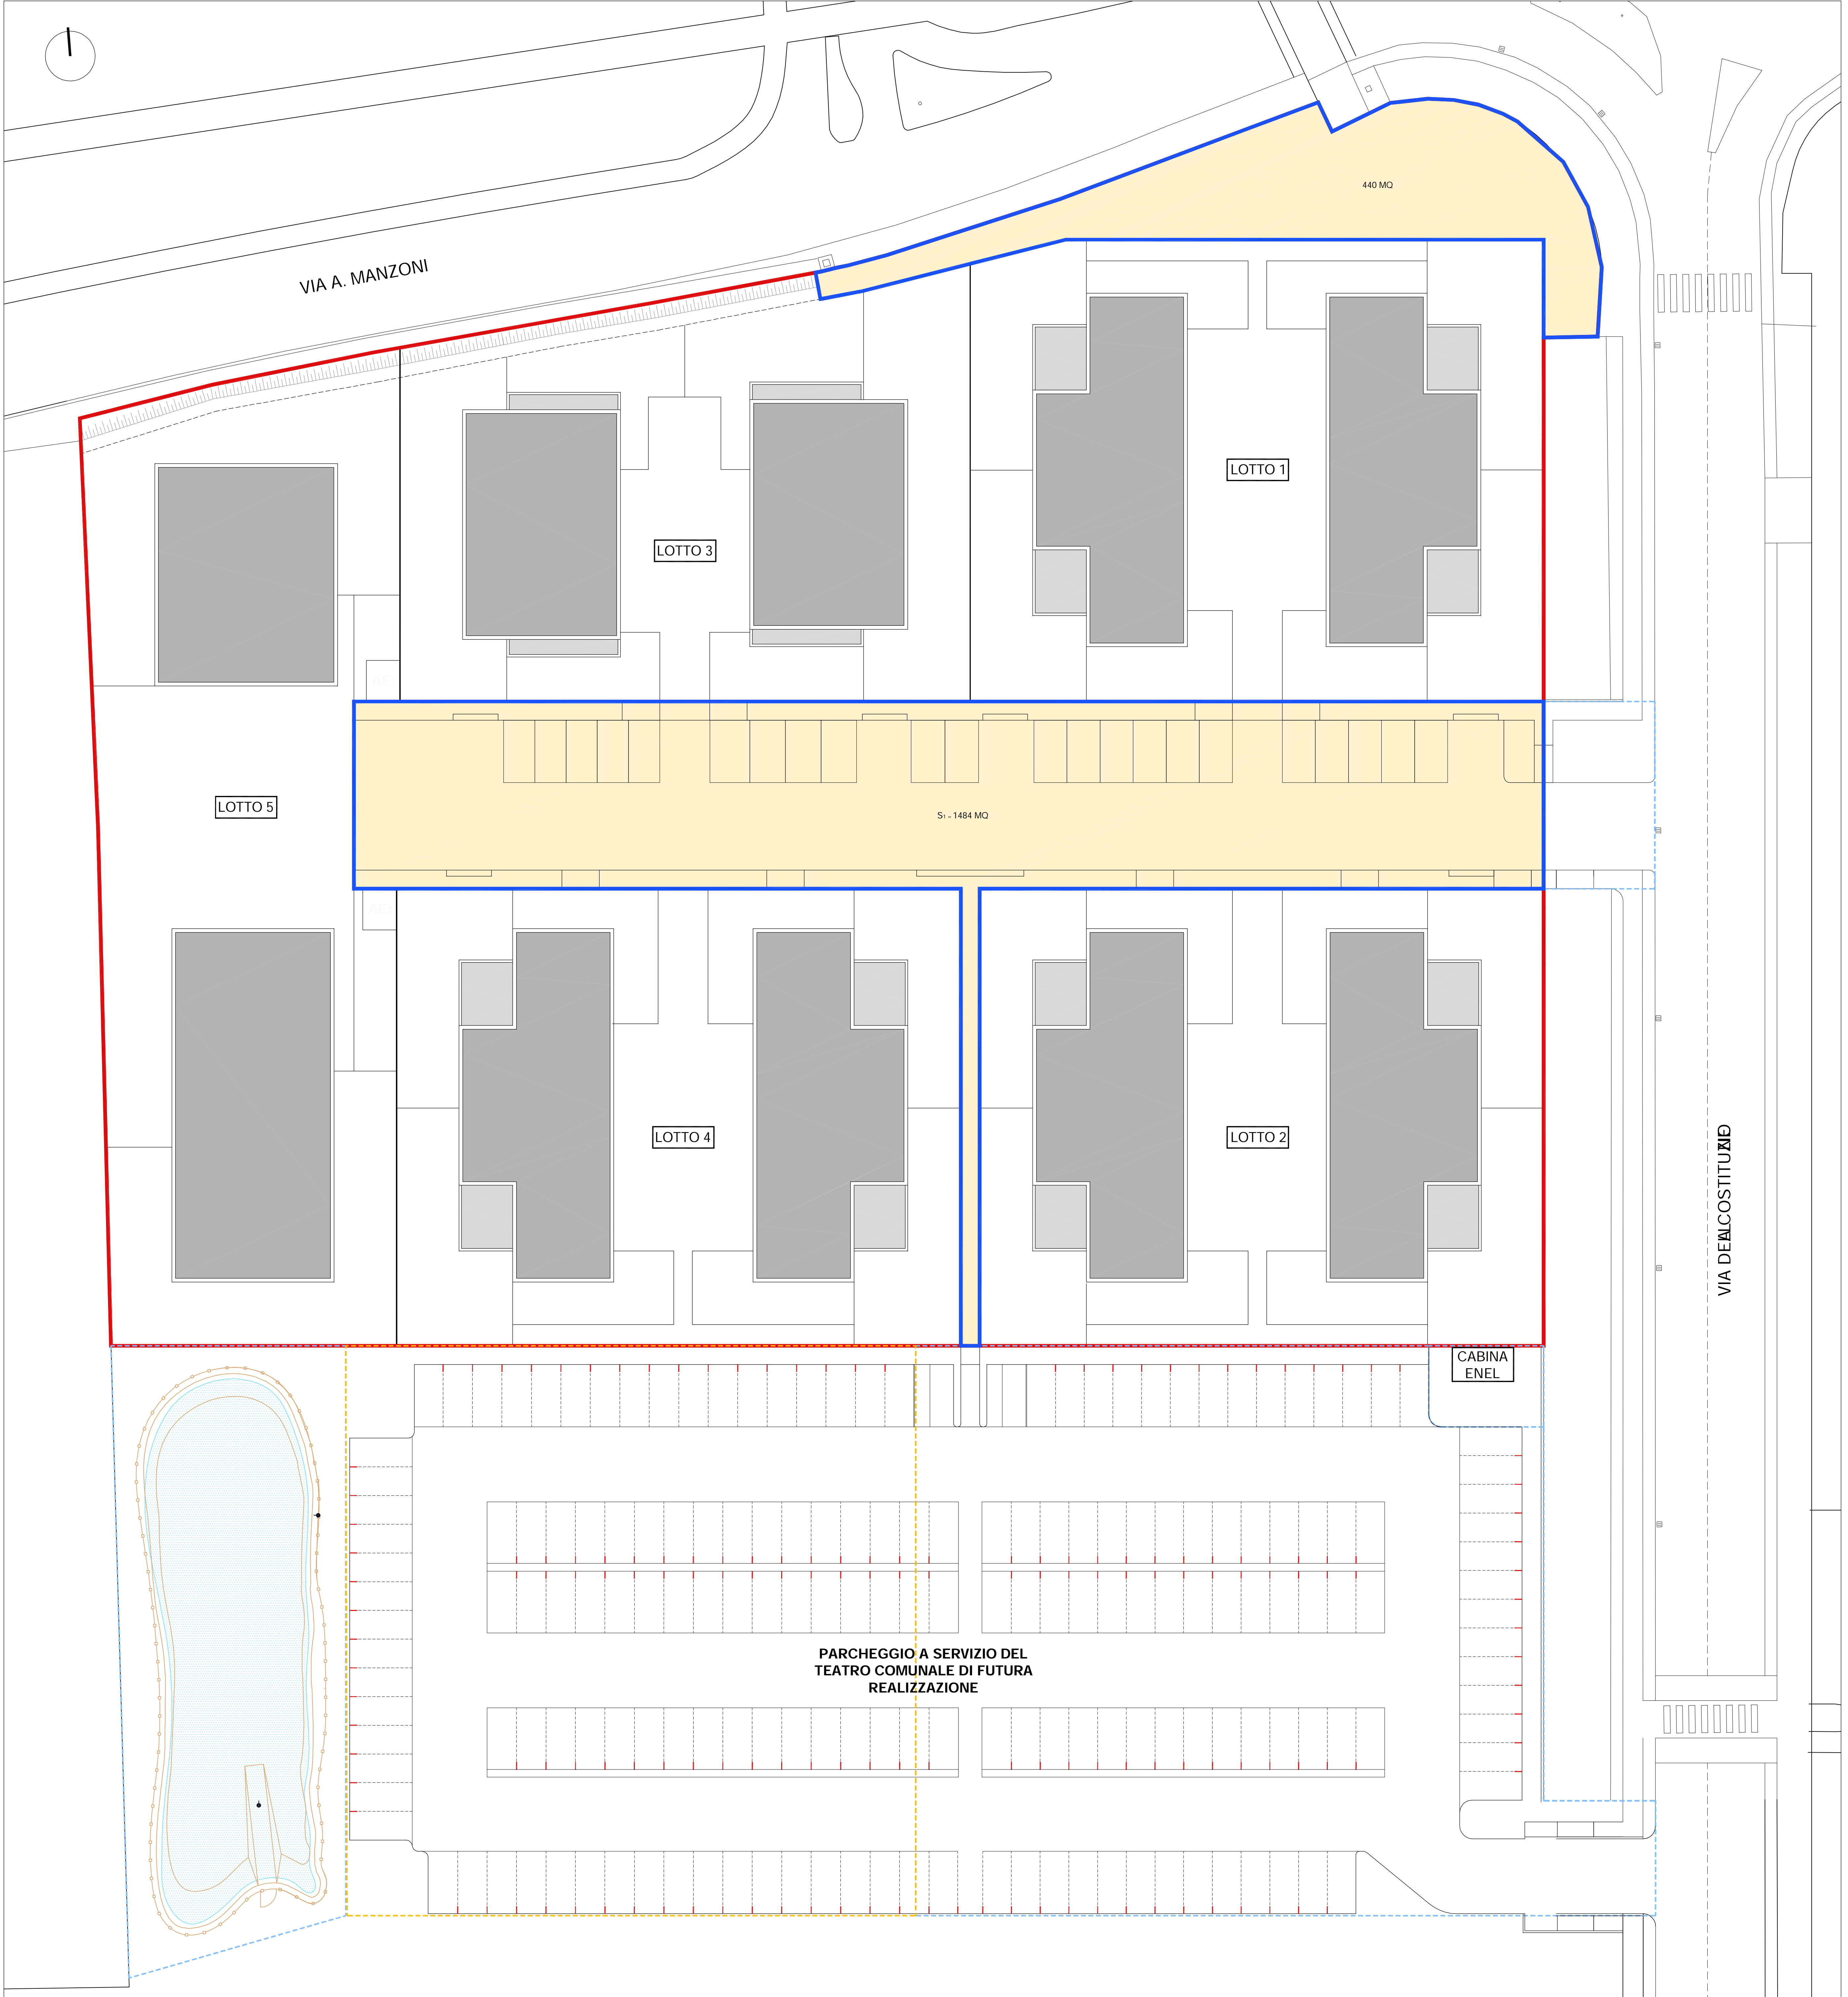 440 MQ
VIA A. MANZONI
LOTTO 1
LOTTO 3
LOTTO 5
S1 = 1484 MQ
LOTTO 4
LOTTO 2
CABINA
ENEL
PARCHEGGIO A SERVIZIO DEL
TEATRO COMUNALE DI FUTURA
REALIZZAZIONE
VIA